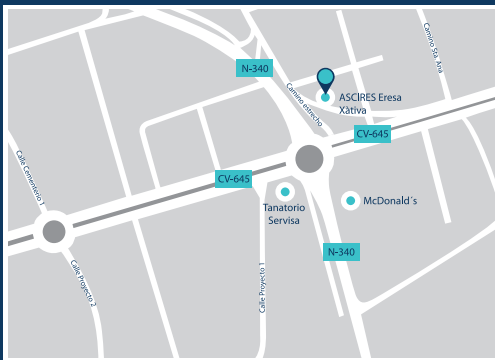 N-340
Camino Sta. Ana
Camino estrecho
ASCIRES Eresa
Xàtiva
CV-645
CV-645
Calle Cementerio 1
McDonald´s
Tanatorio
Servisa
N-340
Calle Proyecto 2
Calle Proyecto 1